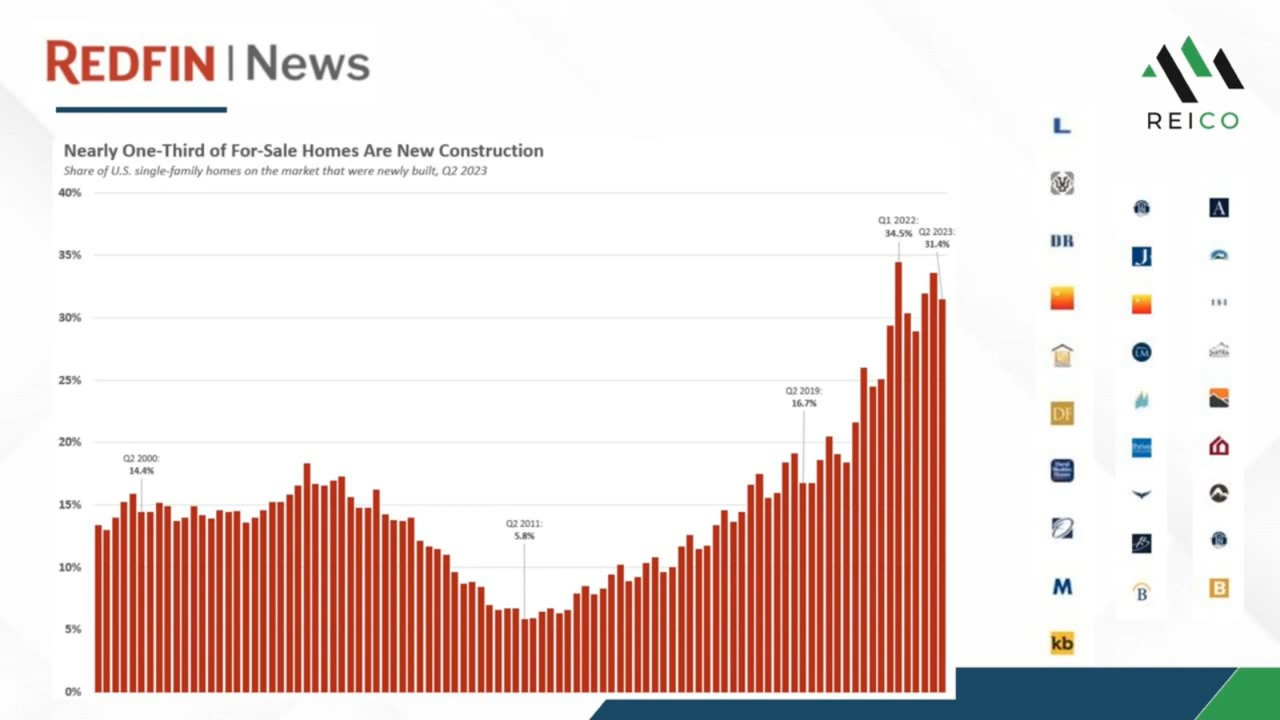 REDFIN | News
REICO
Nearly One-Third of For-Sale Homes Are New Construction
Share of U.S. single-family homes on the market that were newly built, Q2 2023
40%
35%
30%
25%
20%
15%
10%
5%
0%
Q2 2000:
14.4%
Q2 2011:
5.8%
Q2 2019:
16.7%
Q1 2022:
34.5%
Q2 2023:
31.4%
L
DR
DF
M
kb
J
LM
B
A
B